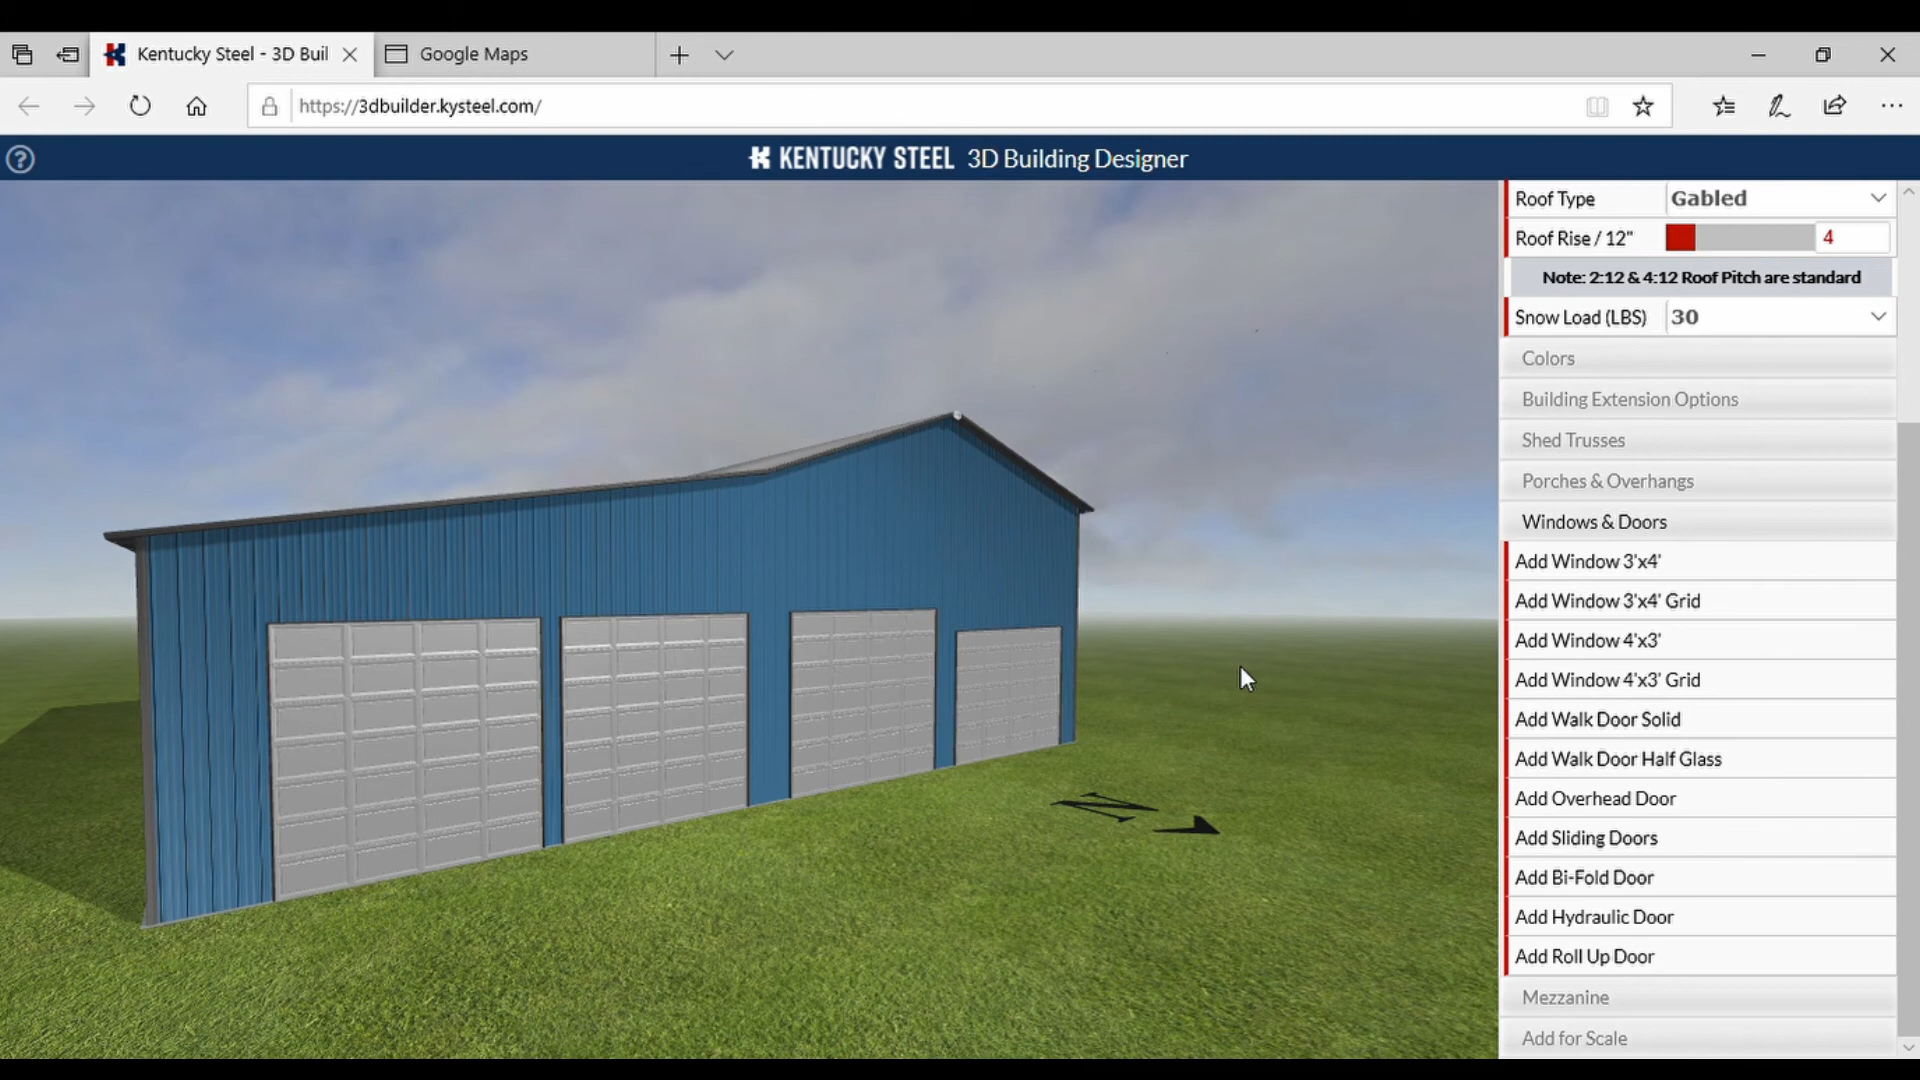 Kentucky Steel - 3D Buil
Google Maps
https://3dbuilder.kysteel.com/
KENTUCKY STEEL 3D Building Designer
Roof Type Gabled
Roof Rise / 12" 4
Note: 2:12 & 4:12 Roof Pitch are standard
Snow Load (LBS) 30
Colors
Building Extension Options
Shed Trusses
Porches & Overhangs
Windows & Doors
Add Window 3'x4'
Add Window 3'x4' Grid
Add Window 4'x3'
Add Window 4'x3' Grid
Add Walk Door Solid
Add Walk Door Half Glass
Add Overhead Door
Add Sliding Doors
Add Bi-Fold Door
Add Hydraulic Door
Add Roll Up Door
Mezzanine
Add for Scale
N